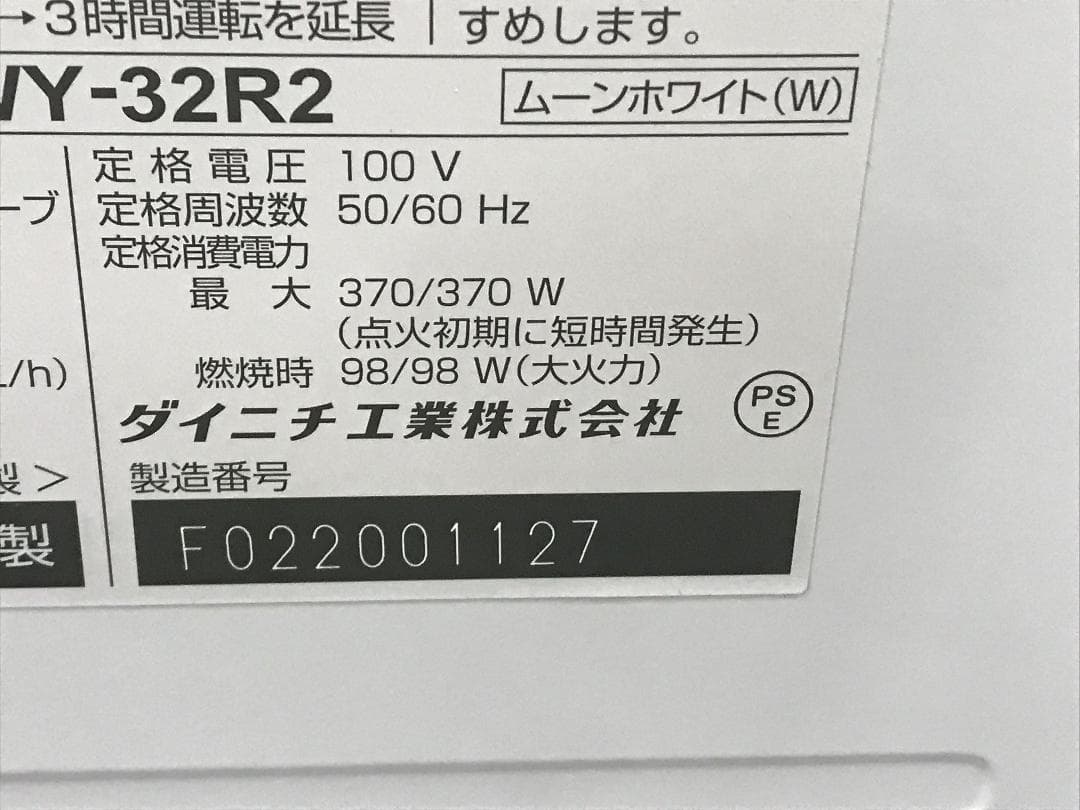 →3時間運転を延長
すめします。
WY-32R2
ムーンホワイト(W)
定格電圧 100 V
ーブ
定格周波数 50/60 Hz
定格消費電力
最大 370/370 W
(点火初期に短時間発生)
L/h)
燃焼時 98/98 W(大火力)
ダイニチ工業株式会社
PS
E
製>
製造番号
製
F022001127